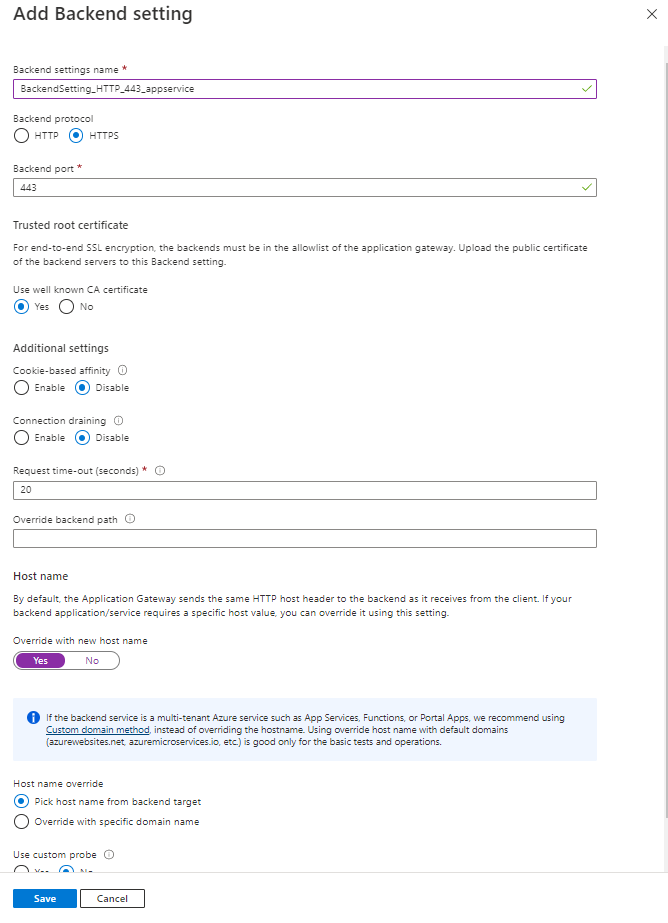 Add Backend setting
Backend settings name *
BackendSetting_HTTP_443_appservice
Backend protocol
HTTP HTTPS
Backend port *
443
Trusted root certificate
For end-to-end SSL encryption, the backends must be in the allowlist of the application gateway. Upload the public certificate
of the backend servers to this Backend setting.
Use well known CA certificate
Yes No
Additional settings
Cookie-based affinity
Enable Disable
Connection draining
Enable Disable
Request time-out (seconds) *
20
Override backend path
Host name
By default, the Application Gateway sends the same HTTP host header to the backend as it receives from the client. If your
backend application/service requires a specific host value, you can override it using this setting.
Override with new host name
Yes No
If the backend service is a multi-tenant Azure service such as App Services, Functions, or Portal Apps, we recommend using
Custom domain method, instead of overriding the hostname. Using override host name with default domains
(azurewebsites.net, azuremicroservices.io, etc.) is good only for the basic tests and operations.
Host name override
Pick host name from backend target
Override with specific domain name
Use custom probe
Yes No
Save Cancel